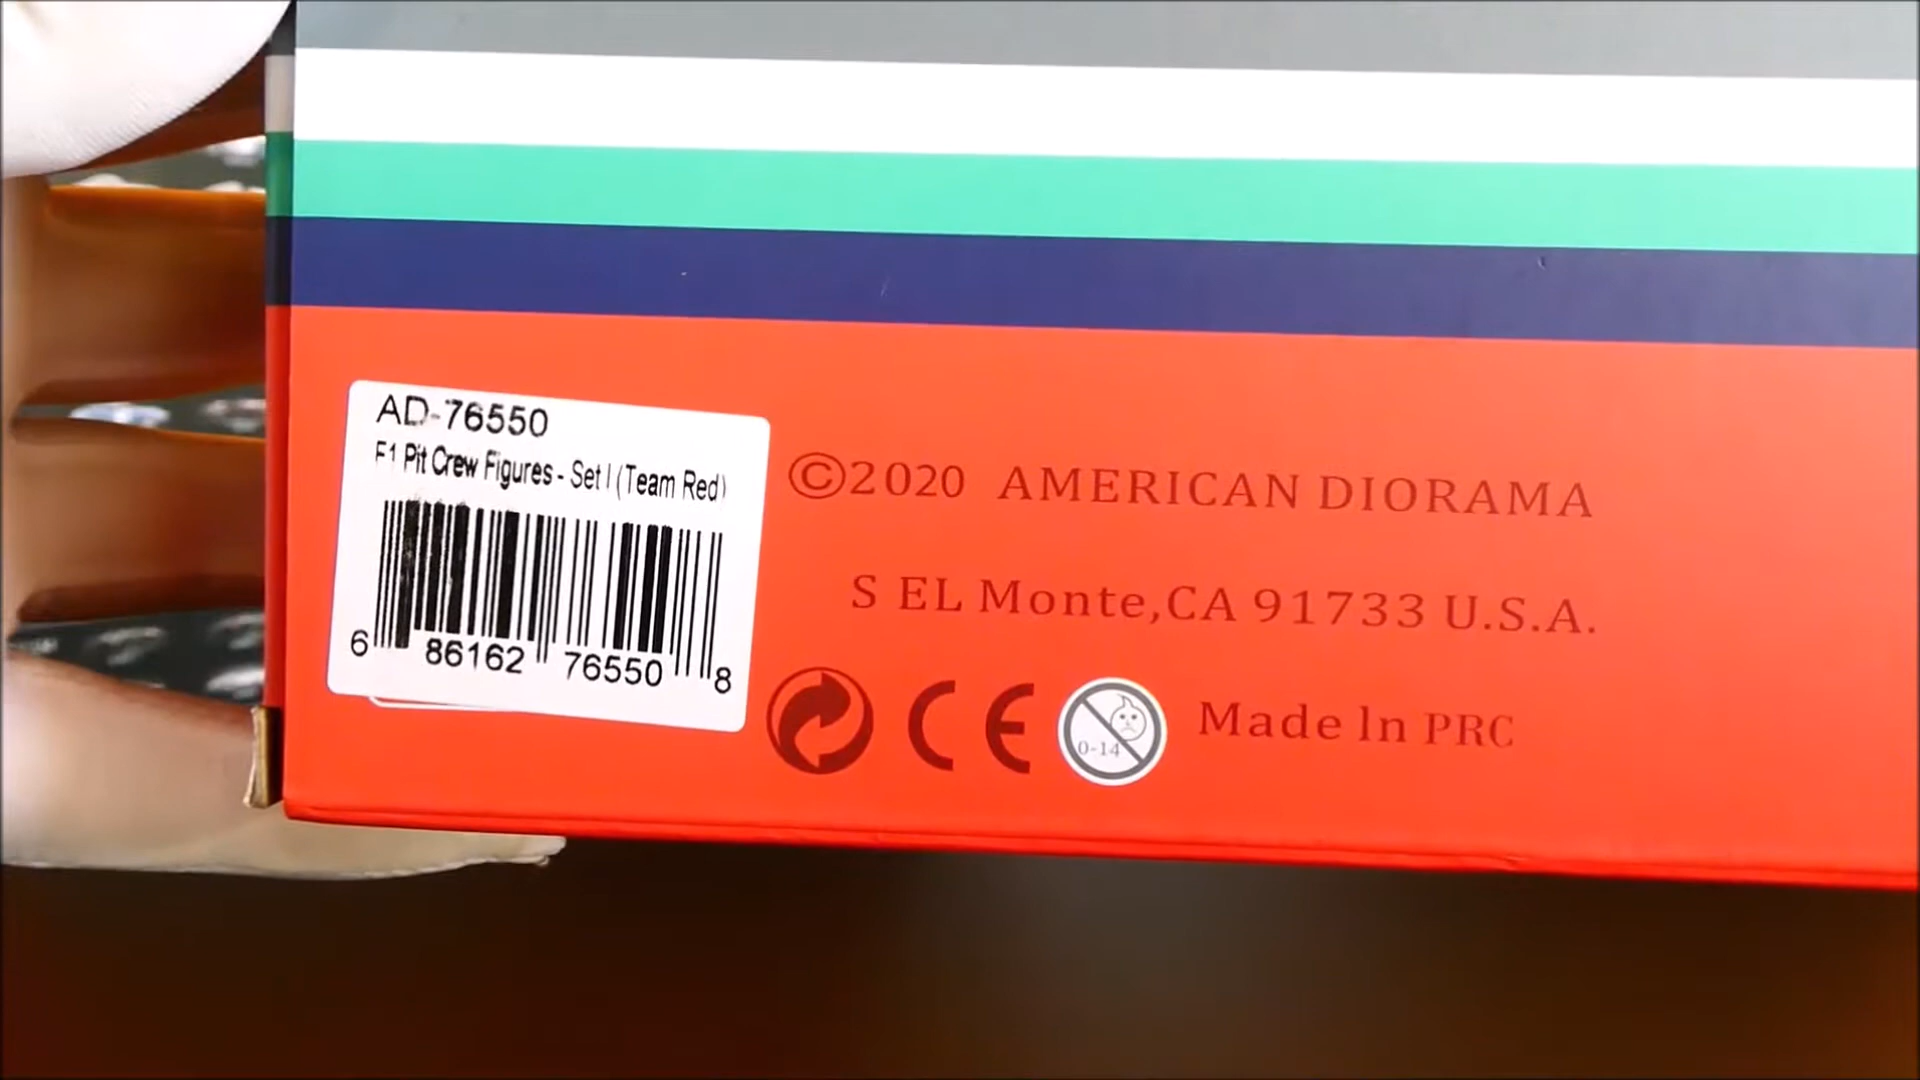 AD-76550
F1 Pit Crew Figures - Set I (Team Red)
6 86162 76550 8
©2020 AMERICAN DIORAMA
S EL Monte,CA 91733 U.S.A.
CE
0-14
Made In PRC